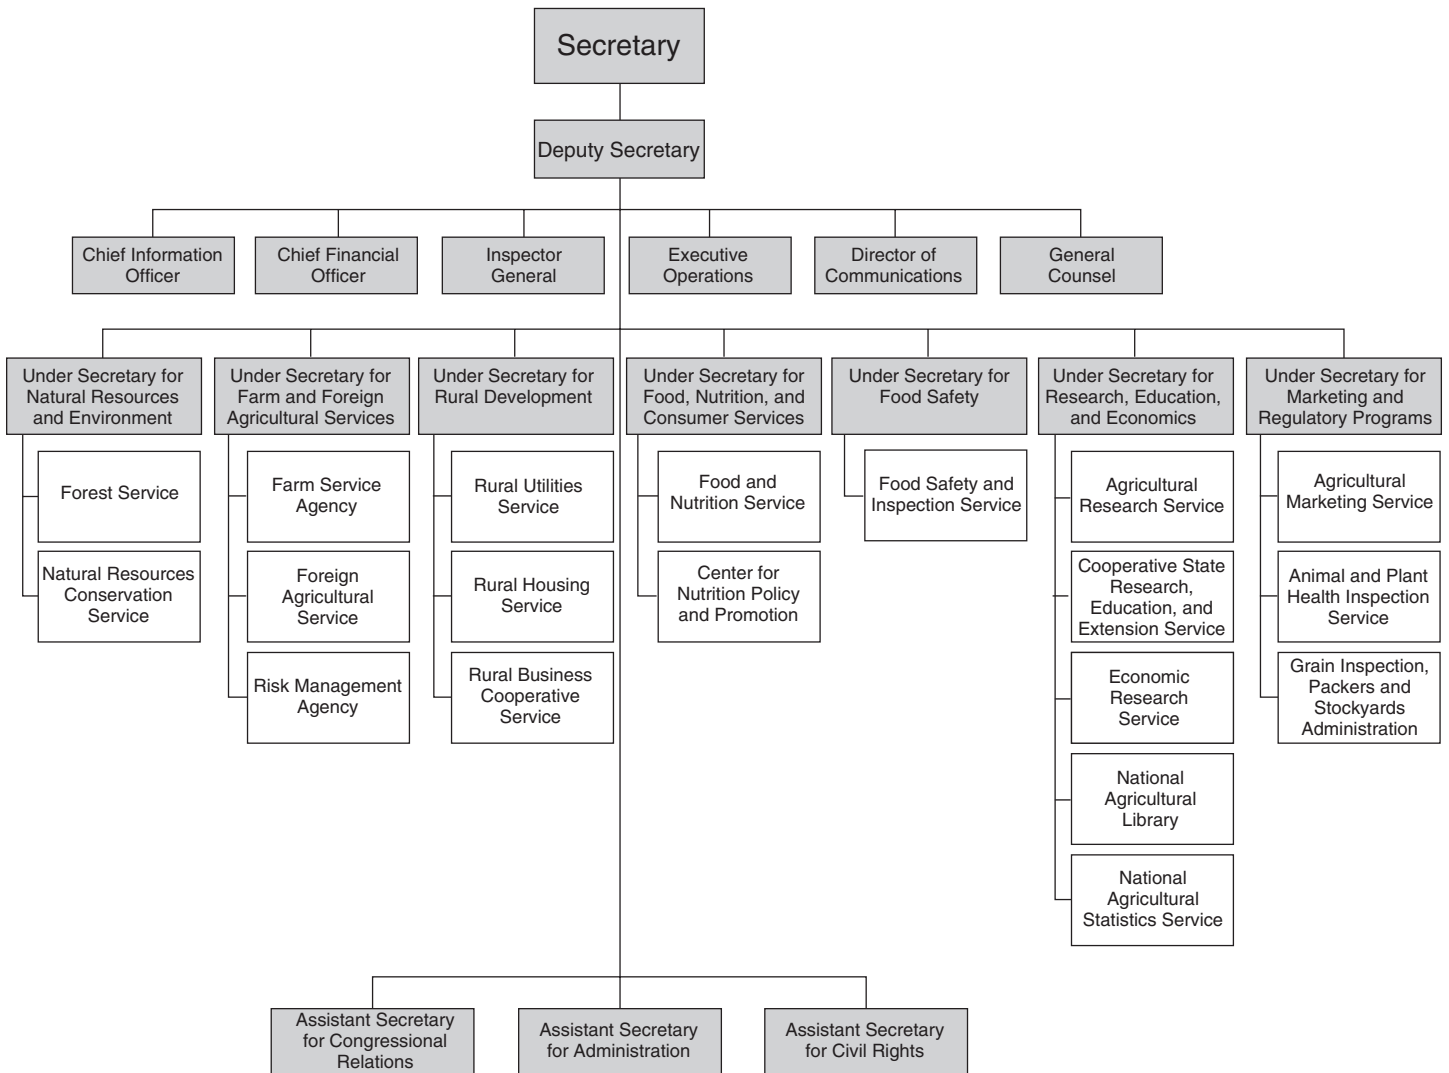 Secretary
Deputy Secretary
Chief Information
Officer
Chief Financial
Officer
Inspector
General
Executive
Operations
Director of
Communications
General
Counsel
Under Secretary for
Natural Resources
and Environment
Under Secretary for
Farm and Foreign
Agricultural Services
Under Secretary for
Rural Development
Under Secretary for
Food, Nutrition, and
Consumer Services
Under Secretary for
Food Safety
Under Secretary for
Research, Education,
and Economics
Under Secretary for
Marketing and
Regulatory Programs
Forest Service
Natural Resources
Conservation
Service
Farm Service
Agency
Foreign
Agricultural
Service
Risk Management
Agency
Rural Utilities
Service
Rural Housing
Service
Rural Business
Cooperative
Service
Food and
Nutrition Service
Center for
Nutrition Policy
and Promotion
Food Safety and
Inspection Service
Agricultural
Research Service
Cooperative State
Research,
Education, and
Extension Service
Economic
Research
Service
National
Agricultural
Library
National
Agricultural
Statistics Service
Agricultural
Marketing Service
Animal and Plant
Health Inspection
Service
Grain Inspection,
Packers and
Stockyards
Administration
Assistant Secretary
for Congressional
Relations
Assistant Secretary
for Administration
Assistant Secretary
for Civil Rights